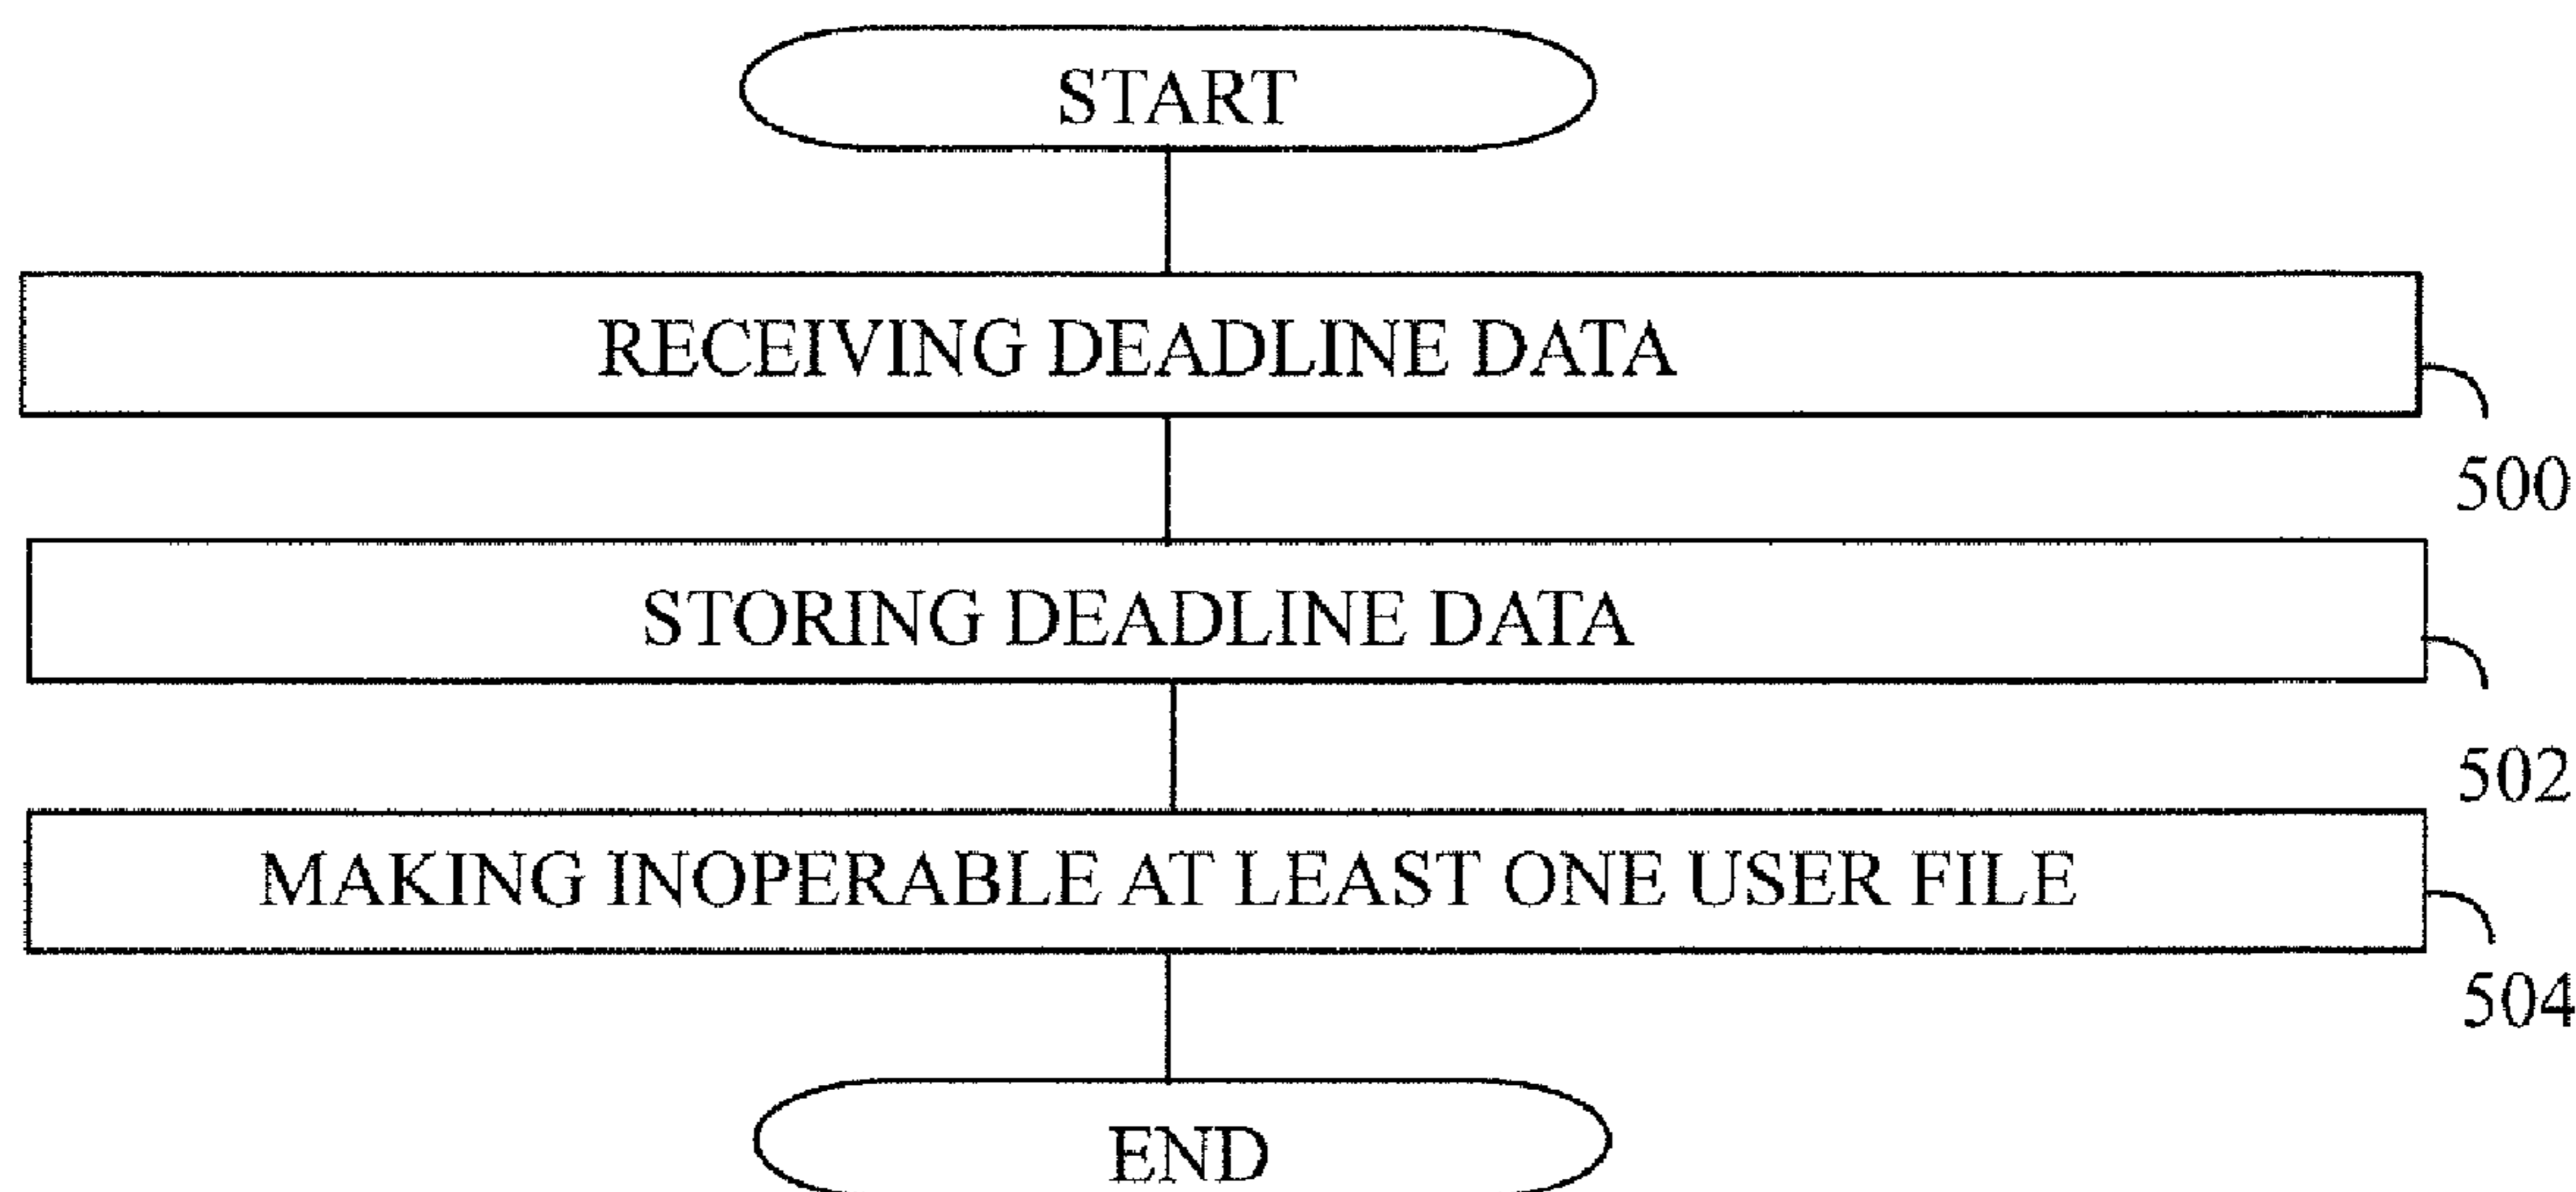 START
RECEIVING DEADLINE DATA
500
STORING DEADLINE DATA
502
MAKING INOPERABLE AT LEAST ONE USER FILE
504
END